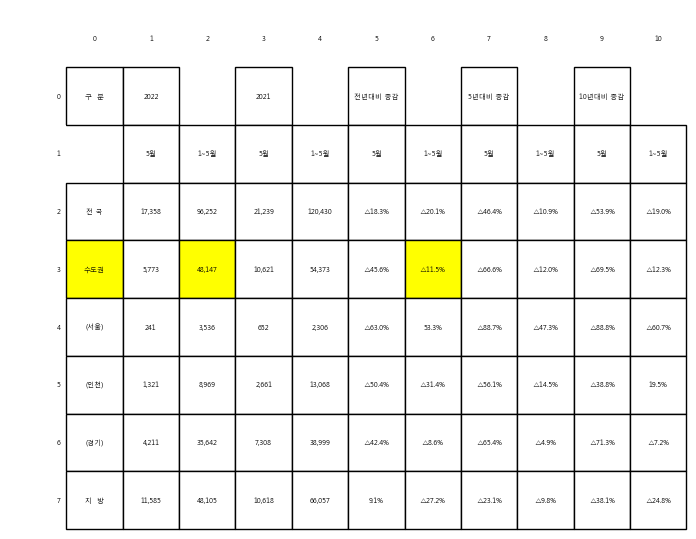 0 1 2 3 4 5 6 7 8 9 10
0 구 분 2022 2021 전년대비 증감 5년대비 증감 10년대비 증감
1 5월 1~5월 5월 1~5월 5월 1~5월 5월 1~5월 5월 1~5월
2 전 국 17,358 96,252 21,239 120,430 △18.3% △20.1% △46.4% △10.9% △53.9% △19.0%
3 수도권 5,773 48,147 10,621 54,373 △45.6% △11.5% △66.6% △12.0% △69.5% △12.3%
4 (서울) 241 3,536 652 2,306 △63.0% 53.3% △88.7% △47.3% △88.8% △60.7%
5 (인천) 1,321 8,969 2,661 13,068 △50.4% △31.4% △56.1% △14.5% △38.8% 19.5%
6 (경기) 4,211 35,642 7,308 38,999 △42.4% △8.6% △65.4% △4.9% △71.3% △7.2%
7 지 방 11,585 48,105 10,618 66,057 9.1% △27.2% △23.1% △9.8% △38.1% △24.8%